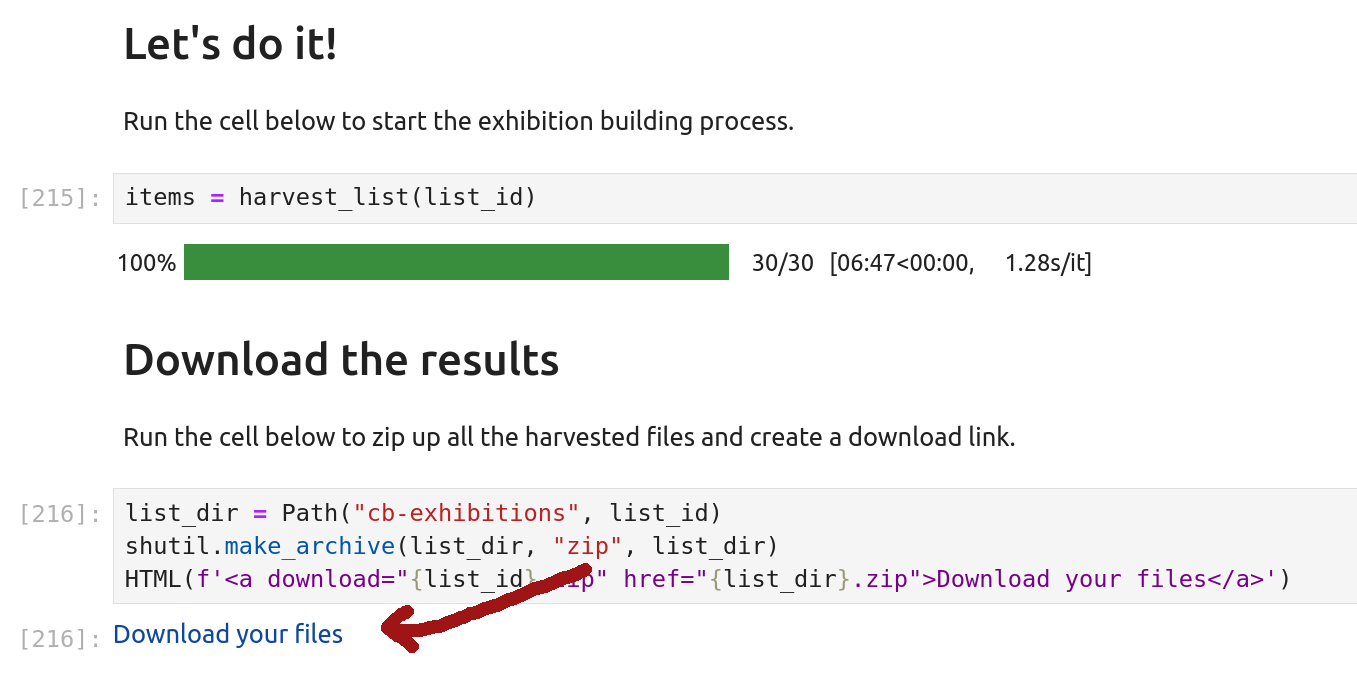 Let's do it!
Run the cell below to start the exhibition building process.
[215]: items = harvest_list(list_id)
100% 30/30 [06:47<00:00, 1.28s/it]
Download the results
Run the cell below to zip up all the harvested files and create a download link.
[216]: list_dir = Path("cb-exhibitions", list_id)
shutil.make_archive(list_dir, "zip", list_dir)
HTML(f'<a download="{list_id}.zip" href="{list_dir}.zip">Download your files</a>')
[216]: Download your files